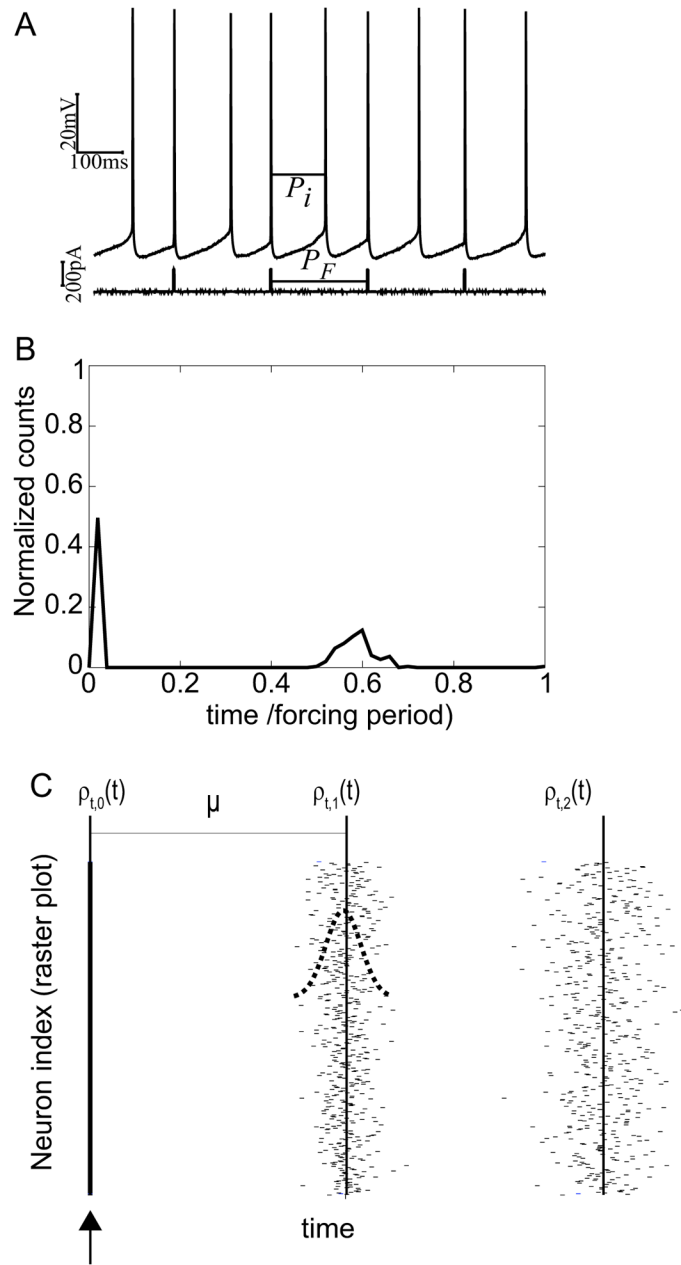 A
20mV
100ms
Pi
PF
200pA
B
Normalized counts
1
0.8
0.6
0.4
0.2
0
0 0.2 0.4 0.6 0.8 1
time /forcing period)
C
ρt,0(t) μ ρt,1(t) ρt,2(t)
Neuron index (raster plot)
time